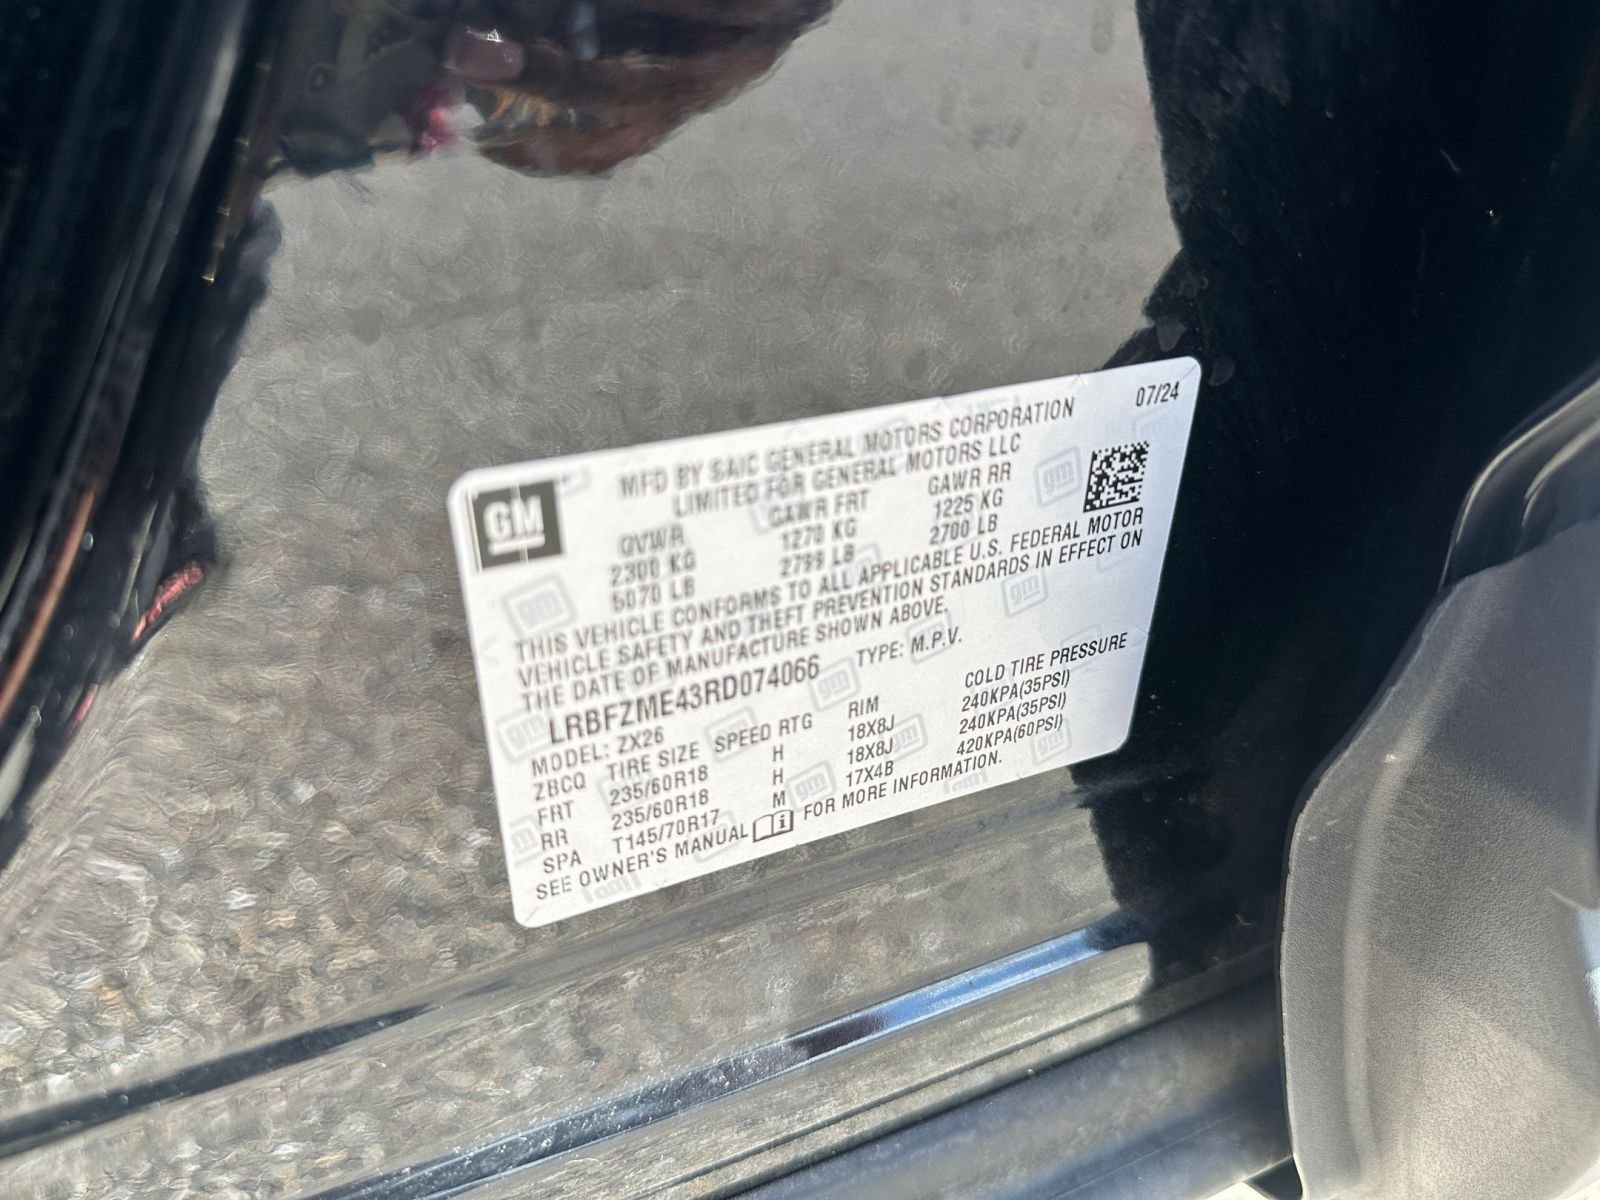 07/24
GM
MFD BY SAIC GENERAL MOTORS CORPORATION
LIMITED FOR GENERAL MOTORS LLC
GVWR GAWR FRT GAWR RR
2300 KG 1270 KG 1225 KG
5070 LB 2799 LB 2700 LB
THIS VEHICLE CONFORMS TO ALL APPLICABLE U.S. FEDERAL MOTOR
VEHICLE SAFETY AND THEFT PREVENTION STANDARDS IN EFFECT ON
THE DATE OF MANUFACTURE SHOWN ABOVE.
LRBFZME43RD074066 TYPE: M.P.V.
MODEL: ZX26
ZBCQ TIRE SIZE SPEED RTG RIM COLD TIRE PRESSURE
FRT 235/60R18 H 18X8J 240KPA(35PSI)
RR 235/60R18 H 18X8J 240KPA(35PSI)
SPA T145/70R17 M 17X4B 420KPA(60PSI)
SEE OWNER'S MANUAL FOR MORE INFORMATION.